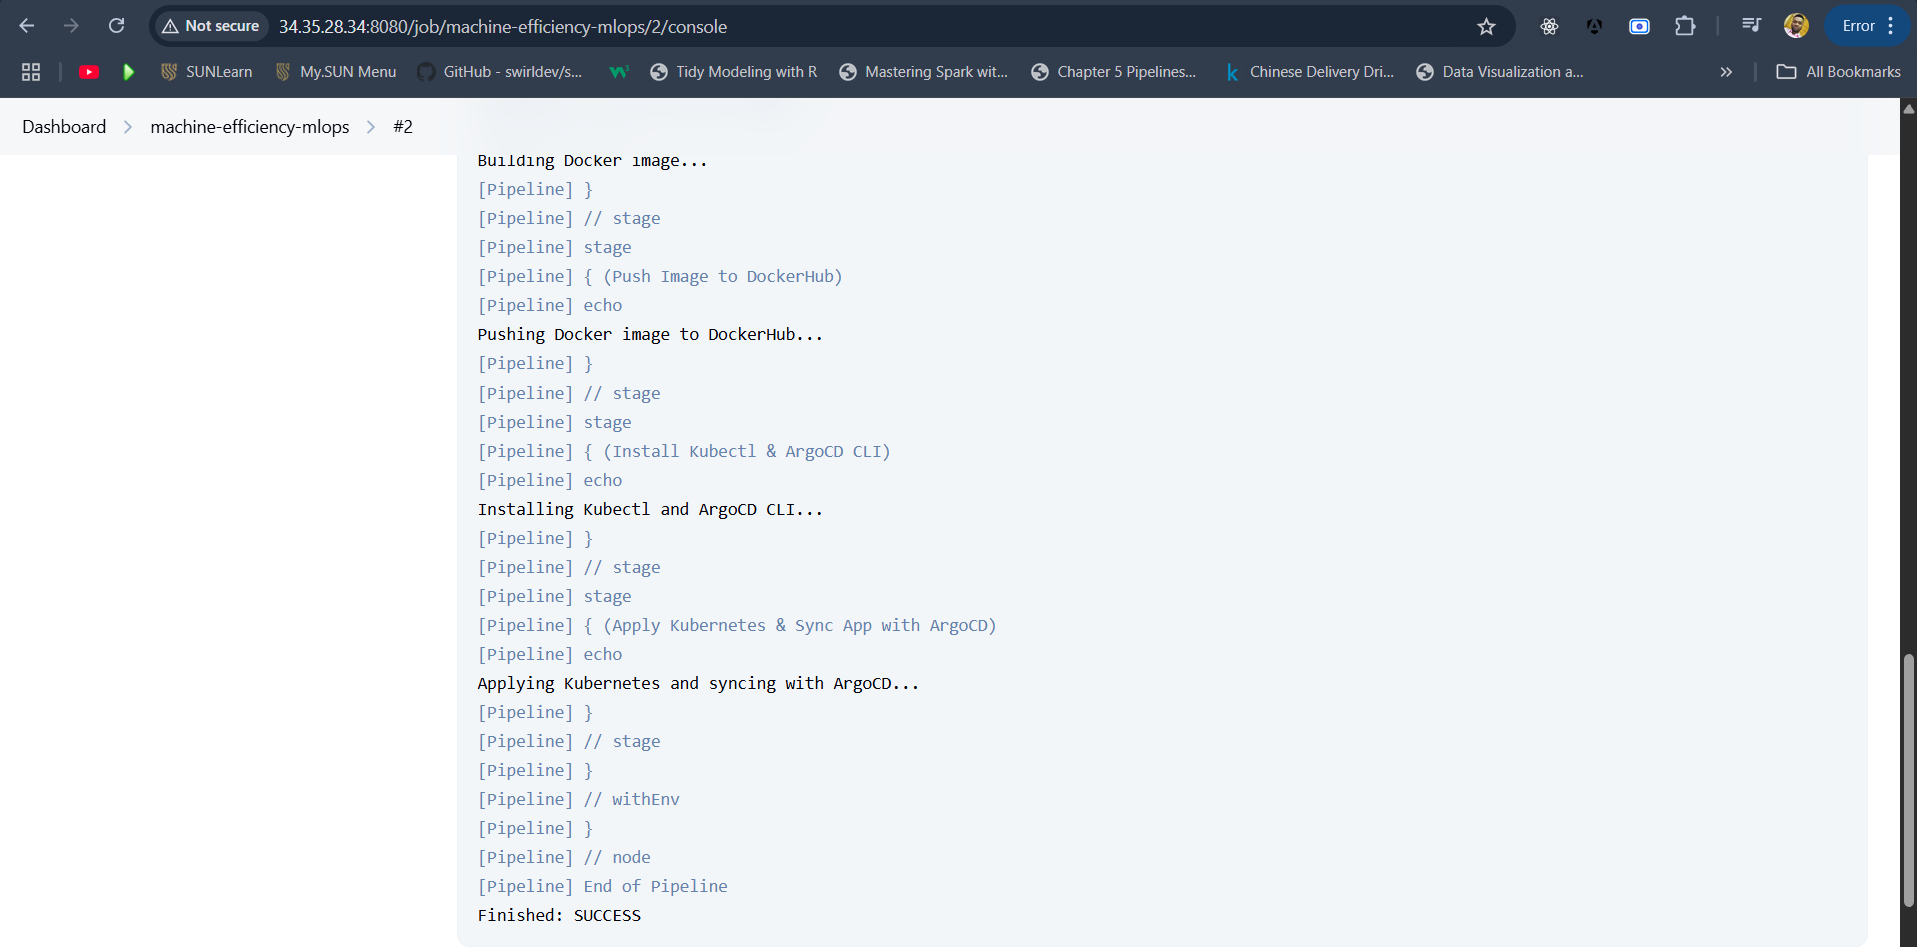 Not secure
34.35.28.34:8080/job/machine-efficiency-mlops/2/console
Error
SUNLearn
My.SUN Menu
GitHub - swirldev/s...
Tidy Modeling with R
Mastering Spark wit...
Chapter 5 Pipelines...
Chinese Delivery Dri...
Data Visualization a...
»
All Bookmarks
Dashboard > machine-efficiency-mlops > #2
Building Docker image...
[Pipeline] }
[Pipeline] // stage
[Pipeline] stage
[Pipeline] { (Push Image to DockerHub)
[Pipeline] echo
Pushing Docker image to DockerHub...
[Pipeline] }
[Pipeline] // stage
[Pipeline] stage
[Pipeline] { (Install Kubectl & ArgoCD CLI)
[Pipeline] echo
Installing Kubectl and ArgoCD CLI...
[Pipeline] }
[Pipeline] // stage
[Pipeline] stage
[Pipeline] { (Apply Kubernetes & Sync App with ArgoCD)
[Pipeline] echo
Applying Kubernetes and syncing with ArgoCD...
[Pipeline] }
[Pipeline] // stage
[Pipeline] }
[Pipeline] // withEnv
[Pipeline] }
[Pipeline] // node
[Pipeline] End of Pipeline
Finished: SUCCESS